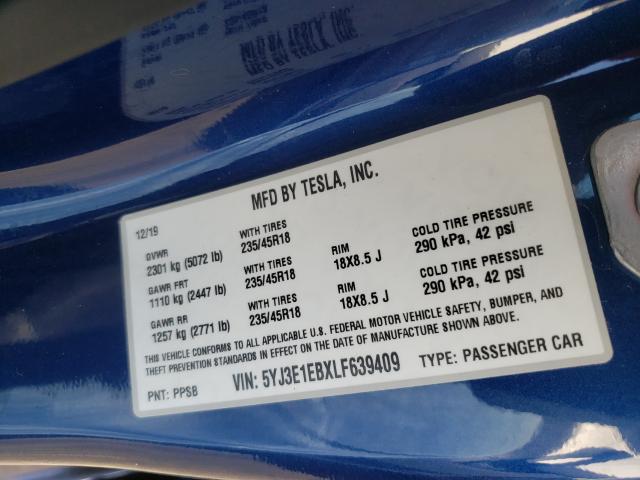 MFD BY TESLA, INC.
12/19
GVWR WITH TIRES RIM COLD TIRE PRESSURE
2301 kg (5072 lb) 235/45R18 18X8.5 J 290 kPa, 42 psi
GAWR FRT WITH TIRES RIM COLD TIRE PRESSURE
1110 kg (2447 lb) 235/45R18 18X8.5 J 290 kPa, 42 psi
GAWR RR WITH TIRES
1257 kg (2771 lb) 235/45R18
THIS VEHICLE CONFORMS TO ALL APPLICABLE U.S. FEDERAL MOTOR VEHICLE SAFETY, BUMPER, AND
THEFT PREVENTION STANDARDS IN EFFECT ON THE DATE OF MANUFACTURE SHOWN ABOVE.
PNT: PPSB VIN: 5YJ3E1EBXLF639409 TYPE: PASSENGER CAR